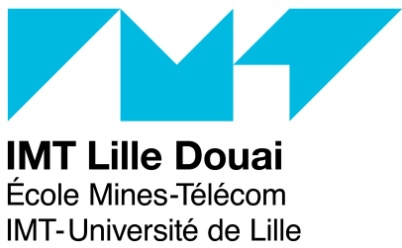 IMT Lille Douai
École Mines-Télécom
IMT-Université de Lille